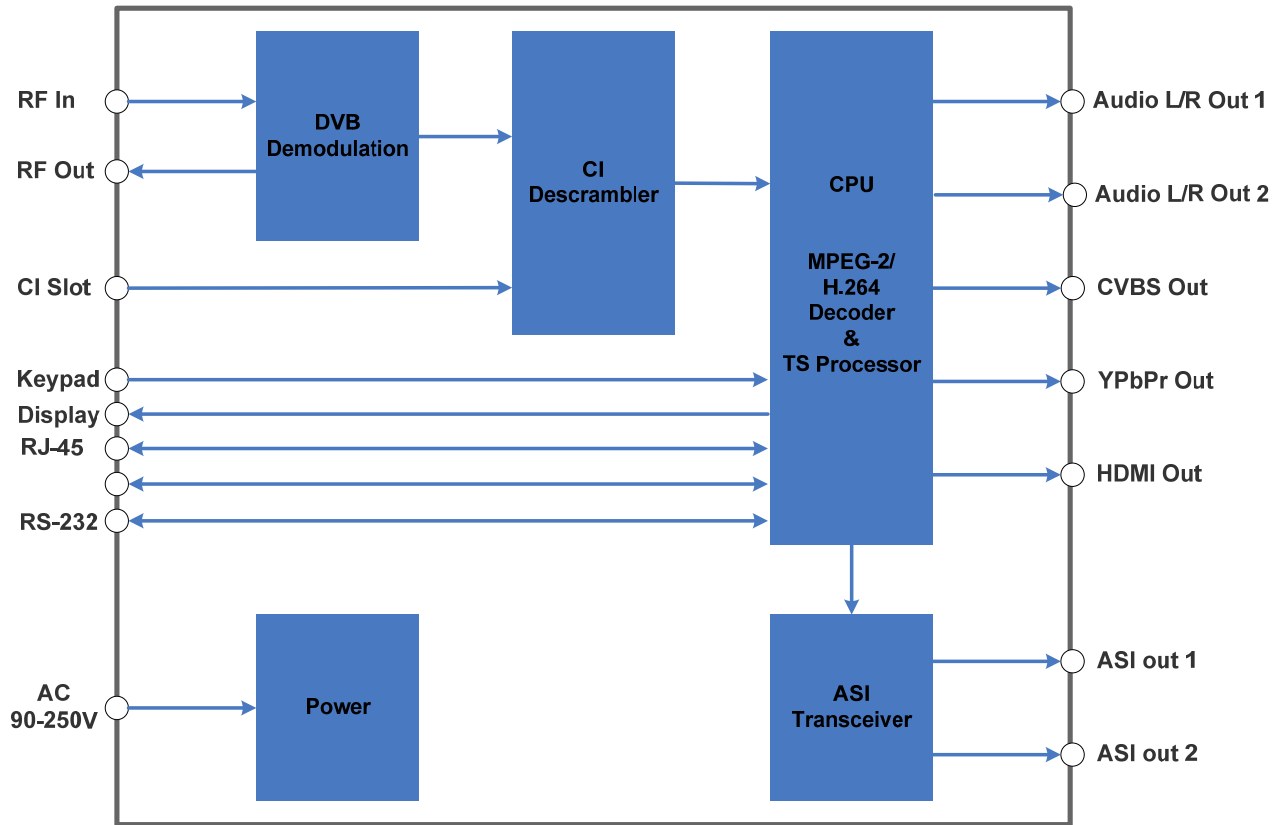 RF In
RF Out
CI Slot
Keypad
Display
RJ-45
RS-232
AC
90-250V
DVB
Demodulation
CI
Descrambler
CPU
MPEG-2/
H.264
Decoder
&
TS Processor
Power
ASI
Transceiver
Audio L/R Out 1
Audio L/R Out 2
CVBS Out
YPbPr Out
HDMI Out
ASI out 1
ASI out 2